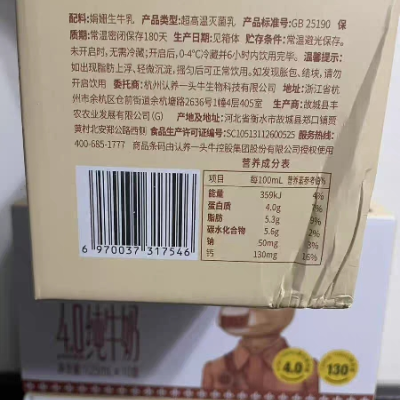 配料:娟姗生牛乳 产品类型:超高温灭菌乳 产品标准号:GB 25190 保
质期:常温密闭保存180天 生产日期:见箱体 贮存条件:常温避光保存。
未开启时,无需冷藏;开启后,0-4℃冷藏并6小时内饮用完毕。 温馨提示:
如出现脂肪上浮、轻微沉淀,摇匀后可正常饮用。如发现胀包、结块,请勿
开启饮用 委托商:杭州认养一头牛生物科技有限公司 地址:浙江省杭
州市余杭区仓前街道余杭塘路2636号1幢4层405室 生产商:故城县丰
农农业发展有限公司(G) 产地及地址:河北省衡水市故城县郑口镇贾
黄村北安郑公路西侧 食品生产许可证编号:SC10513112600525 服务热线:
400-685-1777 商品条码由认养一头牛控股集团股份有限公司提供
营养成分表
项目 每100mL 营养素参考值%
能量 359kJ 4%
蛋白质 4.0g 7%
脂肪 5.3g 9%
碳水化合物 5.6g 2%
钠 50mg 3%
钙 130mg 16%
6 970037 317546
4.0纯牛奶
4.0
130